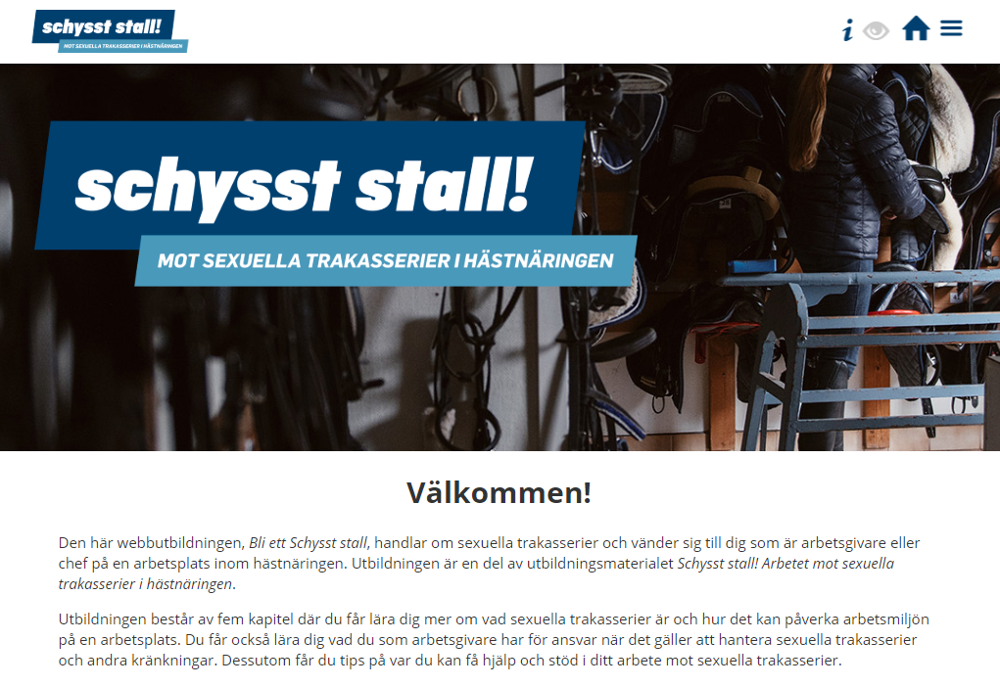 schysst stall!
MOT SEXUELLA TRAKASSERIER I HÄSTNÄRINGEN
schysst stall!
MOT SEXUELLA TRAKASSERIER I HÄSTNÄRINGEN
Välkommen!
Den här webbutbildningen, Bli ett Schysst stall, handlar om sexuella trakasserier och vänder sig till dig som är arbetsgivare eller
chef på en arbetsplats inom hästnäringen. Utbildningen är en del av utbildningsmaterialet Schysst stall! Arbetet mot sexuella
trakasserier i hästnäringen.
Utbildningen består av fem kapitel där du får lära dig mer om vad sexuella trakasserier är och hur det kan påverka arbetsmiljön
på en arbetsplats. Du får också lära dig vad du som arbetsgivare har för ansvar när det gäller att hantera sexuella trakasserier
och andra kränkningar. Dessutom får du tips på var du kan få hjälp och stöd i ditt arbete mot sexuella trakasserier.